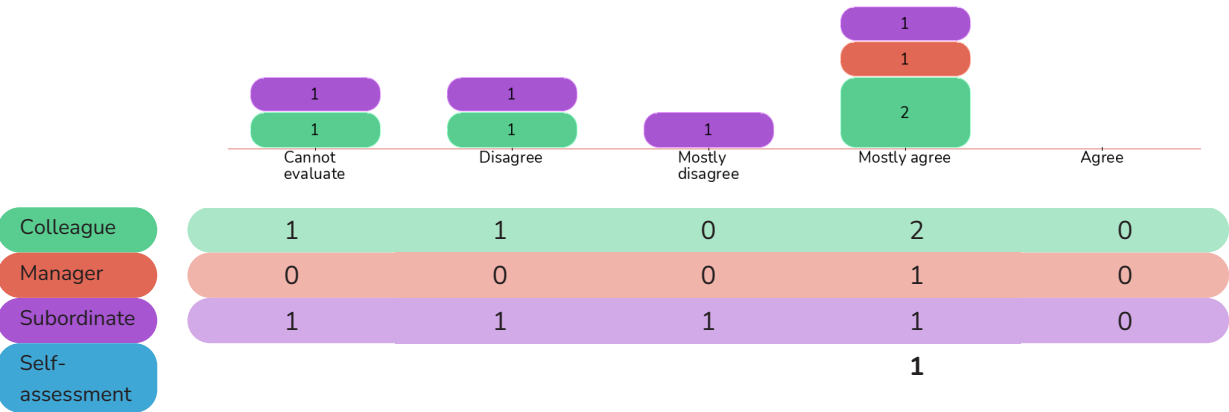 1
1
1 1 1
1 1 1 2
Cannot Disagree Mostly Mostly agree Agree
evaluate disagree
Colleague 1 1 0 2 0
Manager 0 0 0 1 0
Subordinate 1 1 1 1 0
Self- 1
assessment